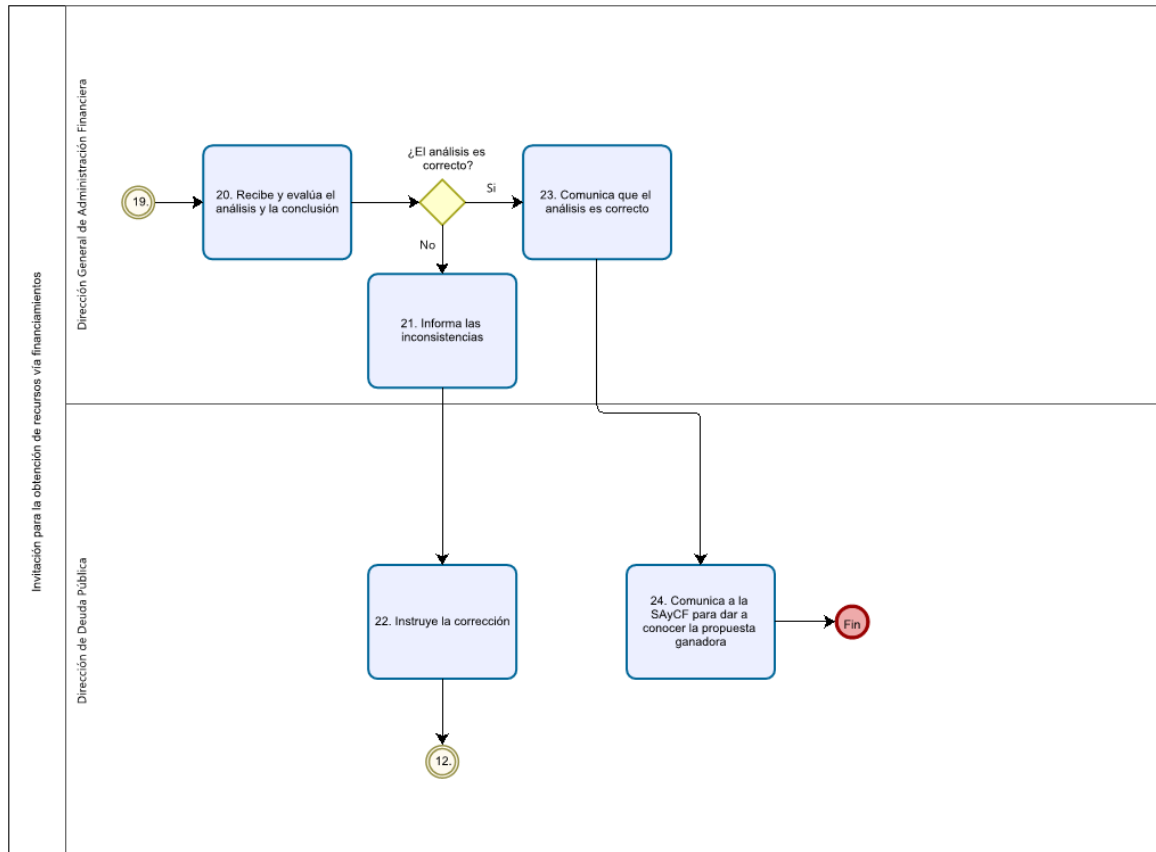 Invitación para la obtención de recursos vía financiamientos
Dirección General de Administración Financiera
19.
20. Recibe y evalúa el
análisis y la conclusión
¿El análisis es
correcto?
Si
No
23. Comunica que el
análisis es correcto
21. Informa las
inconsistencias
Dirección de Deuda Pública
22. Instruye la corrección
12.
24. Comunica a la
SAyCF para dar a
conocer la propuesta
ganadora
Fin